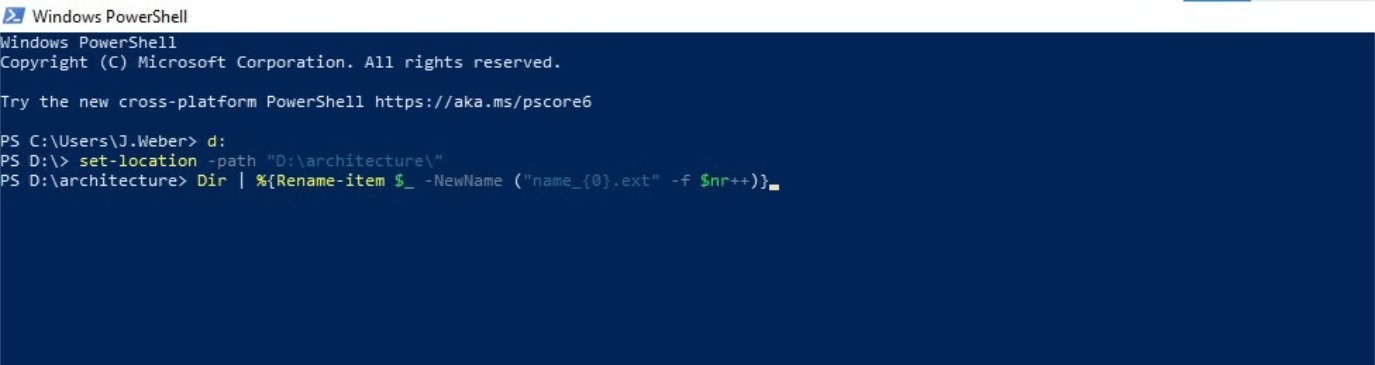 Windows PowerShell
Windows PowerShell
Copyright (C) Microsoft Corporation. All rights reserved.
Try the new cross-platform PowerShell https://aka.ms/pscore6
PS C:\Users\J.Weber> d:
PS D:\> set-location -path "D:\architecture\"
PS D:\architecture> Dir | %{Rename-item $_ -NewName ("name_{0}.ext" -f $nr++)}